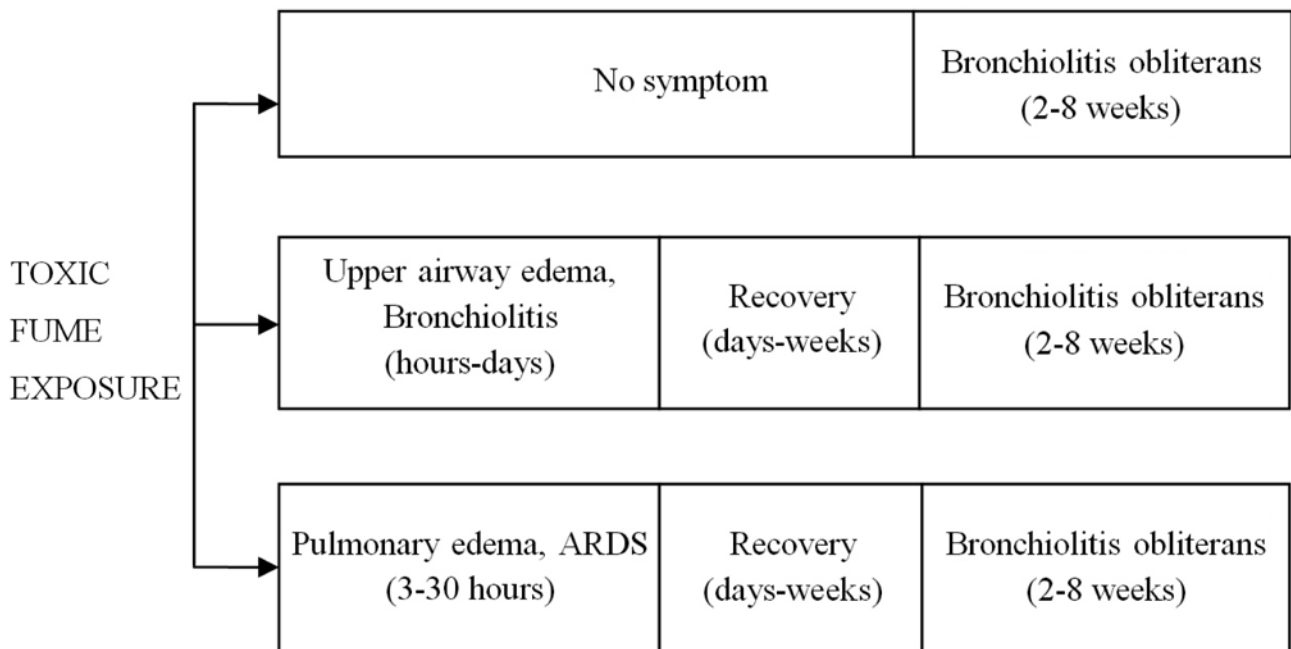 No symptom
Bronchiolitis obliterans
(2-8 weeks)
TOXIC
FUME
EXPOSURE
Upper airway edema,
Bronchiolitis
(hours-days)
Recovery
(days-weeks)
Bronchiolitis obliterans
(2-8 weeks)
Pulmonary edema, ARDS
(3-30 hours)
Recovery
(days-weeks)
Bronchiolitis obliterans
(2-8 weeks)